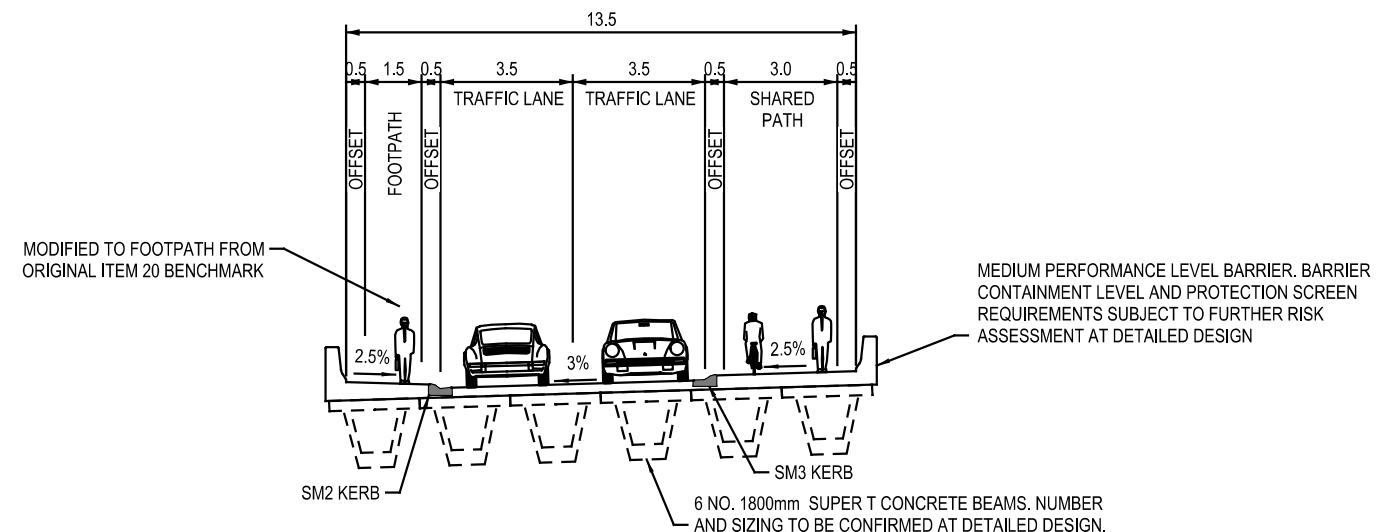 13.5
0.5 1.5 0.5 3.5 3.5 0.5 3.0 0.5
OFFSET
FOOTPATH
OFFSET
TRAFFIC LANE
TRAFFIC LANE
OFFSET
SHARED
PATH
OFFSET
MODIFIED TO FOOTPATH FROM
ORIGINAL ITEM 20 BENCHMARK
MEDIUM PERFORMANCE LEVEL BARRIER. BARRIER
CONTAINMENT LEVEL AND PROTECTION SCREEN
REQUIREMENTS SUBJECT TO FURTHER RISK
ASSESSMENT AT DETAILED DESIGN
2.5%
3%
2.5%
SM2 KERB
SM3 KERB
6 NO. 1800mm SUPER T CONCRETE BEAMS. NUMBER
AND SIZING TO BE CONFIRMED AT DETAILED DESIGN.